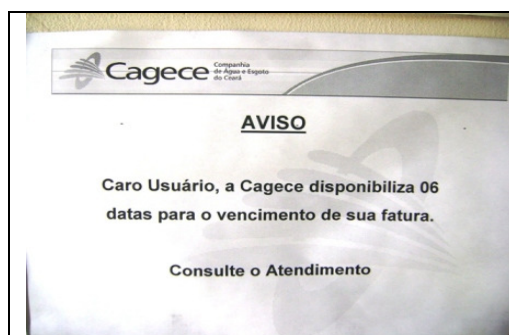 Cagece
Companhia
de Água e Esgoto
do Ceará
AVISO
Caro Usuário, a Cagece disponibiliza 06
datas para o vencimento de sua fatura.
Consulte o Atendimento